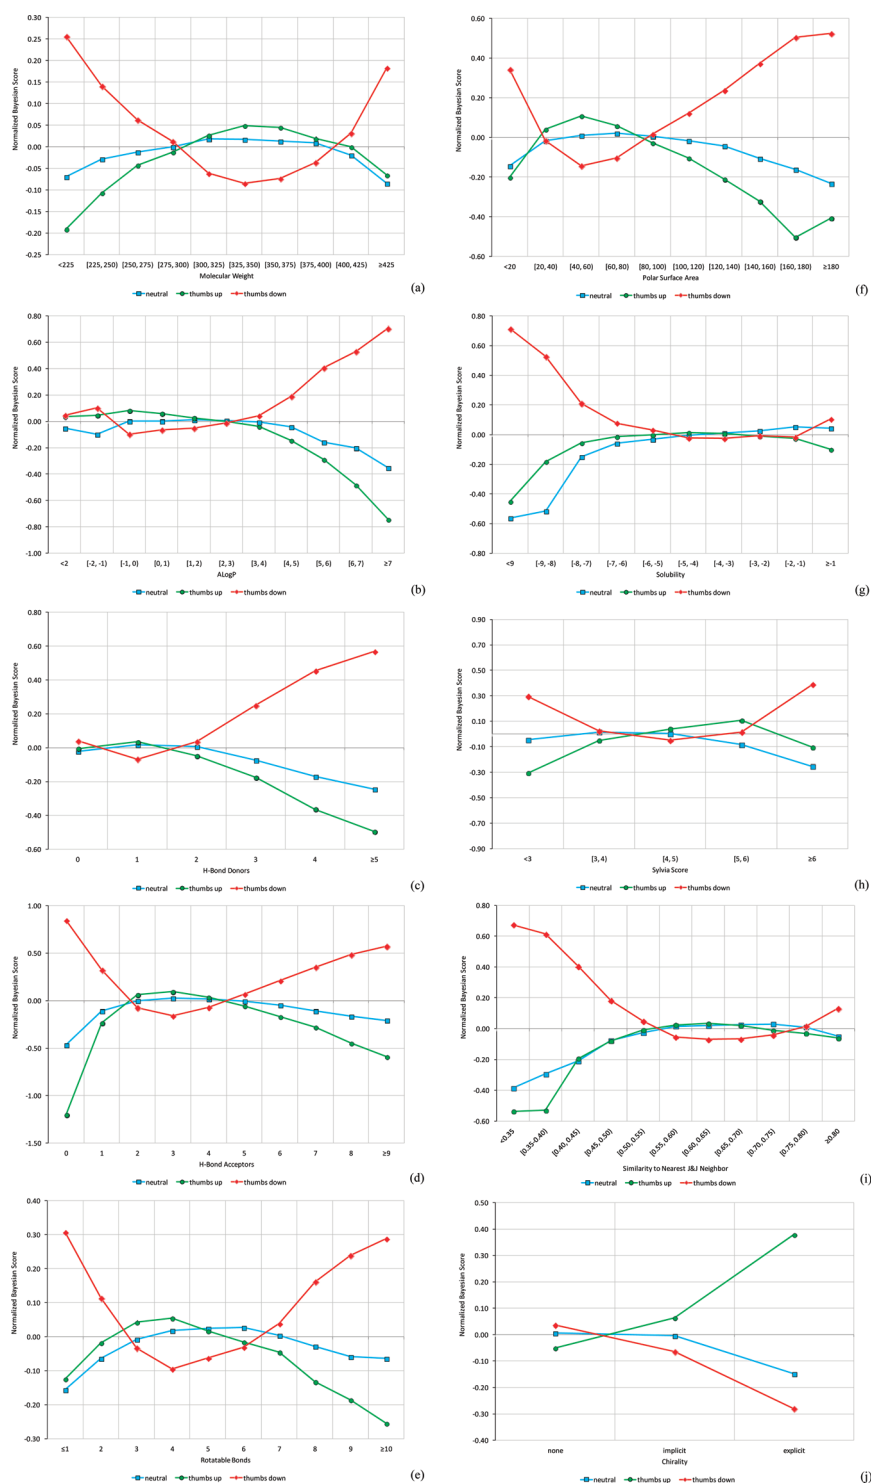 0.30
0.25
0.20
0.15
0.10
0.05
0.00
-0.05
-0.10
-0.15
-0.20
-0.25
Normalized Bayesian Score
<225 [225, 250) [250, 275) [275, 300) [300, 325) [325, 350) [350, 375) [375, 400) [400, 425) ≥425
Molecular Weight
(a)
neutral thumbs up thumbs down
0.80
0.60
0.40
0.20
0.00
-0.20
-0.40
-0.60
-0.80
-1.00
Normalized Bayesian Score
<2 [-2, -1) [-1, 0) [0, 1) [1, 2) [2, 3) [3, 4) [4, 5) [5, 6) [6, 7) ≥7
ALogP
(b)
neutral thumbs up thumbs down
0.80
0.60
0.40
0.20
0.00
-0.20
-0.40
-0.60
Normalized Bayesian Score
0 1 2 3 4 ≥5
H-Bond Donors
(c)
neutral thumbs up thumbs down
1.00
0.50
0.00
-0.50
-1.00
-1.50
Normalized Bayesian Score
0 1 2 3 4 5 6 7 8 ≥9
H-Bond Acceptors
(d)
neutral thumbs up thumbs down
0.40
0.30
0.20
0.10
0.00
-0.10
-0.20
-0.30
Normalized Bayesian Score
≤1 2 3 4 5 6 7 8 9 ≥10
Rotatable Bonds
(e)
neutral thumbs up thumbs down
0.60
0.40
0.20
0.00
-0.20
-0.40
-0.60
Normalized Bayesian Score
<20 [20, 40) [40, 60) [60, 80) [80, 100) [100, 120) [120, 140) [140, 160) [160, 180) ≥180
Polar Surface Area
(f)
neutral thumbs up thumbs down
0.80
0.60
0.40
0.20
0.00
-0.20
-0.40
-0.60
-0.80
Normalized Bayesian Score
<9 [-9, -8) [-8, -7) [-7, -6) [-6, -5) [-5, -4) [-4, -3) [-3, -2) [-2, -1) ≥-1
Solubility
(g)
neutral thumbs up thumbs down
0.90
0.70
0.50
0.30
0.10
-0.10
-0.30
-0.50
-0.70
-0.90
Normalized Bayesian Score
<3 [3, 4) [4, 5) [5, 6) ≥6
Sylvia Score
(h)
neutral thumbs up thumbs down
0.80
0.60
0.40
0.20
0.00
-0.20
-0.40
-0.60
Normalized Bayesian Score
<0.35 [0.35-0.40) [0.40, 0.45) [0.45, 0.50) [0.50, 0.55) [0.55, 0.60) [0.60, 0.65) [0.65, 0.70) [0.70, 0.75) [0.75, 0.80) ≥0.80
Similarity to Nearest J&J Neighbor
(i)
neutral thumbs up thumbs down
0.50
0.40
0.30
0.20
0.10
0.00
-0.10
-0.20
-0.30
-0.40
Normalized Bayesian Score
none implicit explicit
Chirality
(j)
neutral thumbs up thumbs down